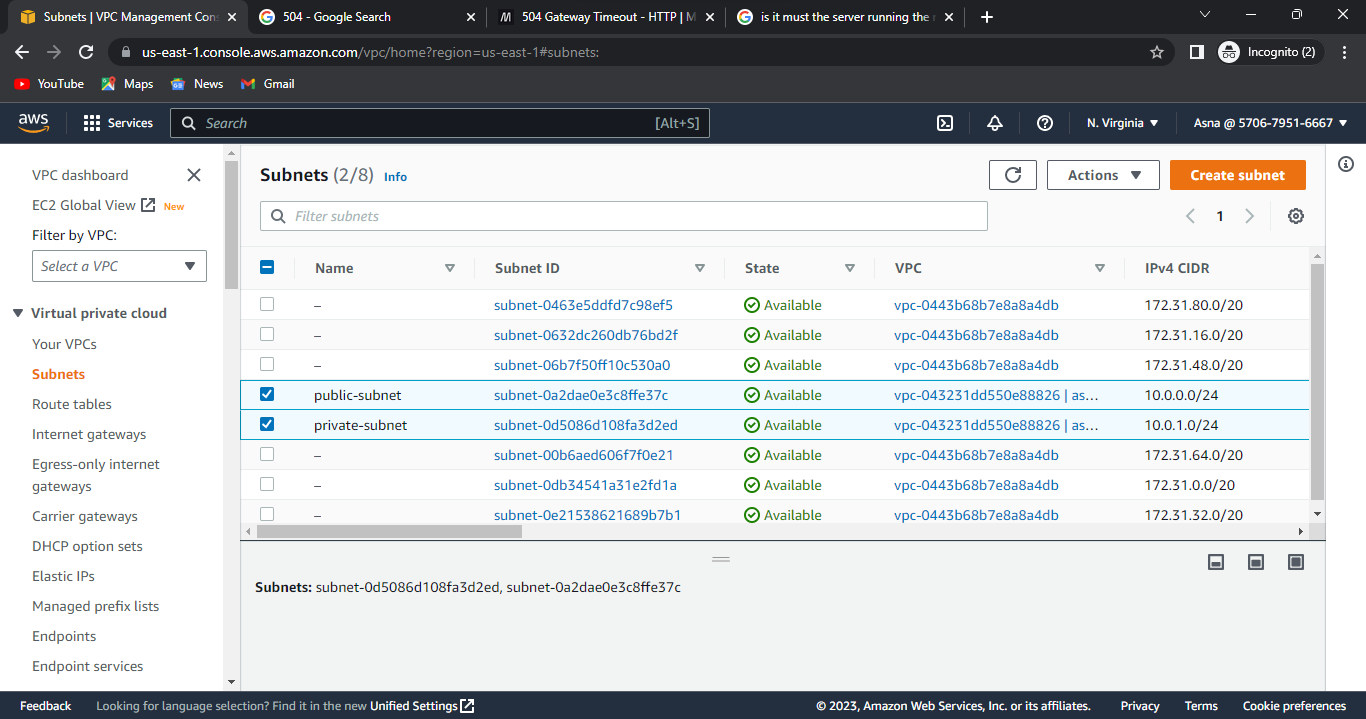 Subnets | VPC Management Con
504 - Google Search
504 Gateway Timeout - HTTP | M
is it must the server running the
us-east-1.console.aws.amazon.com/vpc/home?region=us-east-1#subnets:
Incognito (2)
YouTube Maps News Gmail
aws Services Search [Alt+S] N. Virginia Asna @ 5706-7951-6667
VPC dashboard
EC2 Global View New
Filter by VPC:
Select a VPC
Virtual private cloud
Your VPCs
Subnets
Route tables
Internet gateways
Egress-only internet
gateways
Carrier gateways
DHCP option sets
Elastic IPs
Managed prefix lists
Endpoints
Endpoint services
Subnets (2/8) Info Actions Create subnet
Filter subnets 1
Name Subnet ID State VPC IPv4 CIDR
– subnet-0463e5ddfd7c98ef5 Available vpc-0443b68b7e8a8a4db 172.31.80.0/20
– subnet-0632dc260db76bd2f Available vpc-0443b68b7e8a8a4db 172.31.16.0/20
– subnet-06b7f50ff10c530a0 Available vpc-0443b68b7e8a8a4db 172.31.48.0/20
public-subnet subnet-0a2dae0e3c8ffe37c Available vpc-043231dd550e88826 | as... 10.0.0.0/24
private-subnet subnet-0d5086d108fa3d2ed Available vpc-043231dd550e88826 | as... 10.0.1.0/24
– subnet-00b6aed606f7f0e21 Available vpc-0443b68b7e8a8a4db 172.31.64.0/20
– subnet-0db34541a31e2fd1a Available vpc-0443b68b7e8a8a4db 172.31.0.0/20
– subnet-0e21538621689b7b1 Available vpc-0443b68b7e8a8a4db 172.31.32.0/20
Subnets: subnet-0d5086d108fa3d2ed, subnet-0a2dae0e3c8ffe37c
Feedback Looking for language selection? Find it in the new Unified Settings © 2023, Amazon Web Services, Inc. or its affiliates. Privacy Terms Cookie preferences